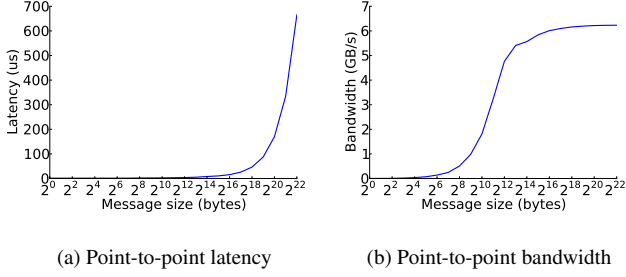 700
600
500
400
300
200
100
0
Latency (us)
2^0 2^2 2^4 2^6 2^8 2^10 2^12 2^14 2^16 2^18 2^20 2^22
Message size (bytes)
(a) Point-to-point latency
7
6
5
4
3
2
1
0
Bandwidth (GB/s)
2^0 2^2 2^4 2^6 2^8 2^10 2^12 2^14 2^16 2^18 2^20 2^22
Message size (bytes)
(b) Point-to-point bandwidth